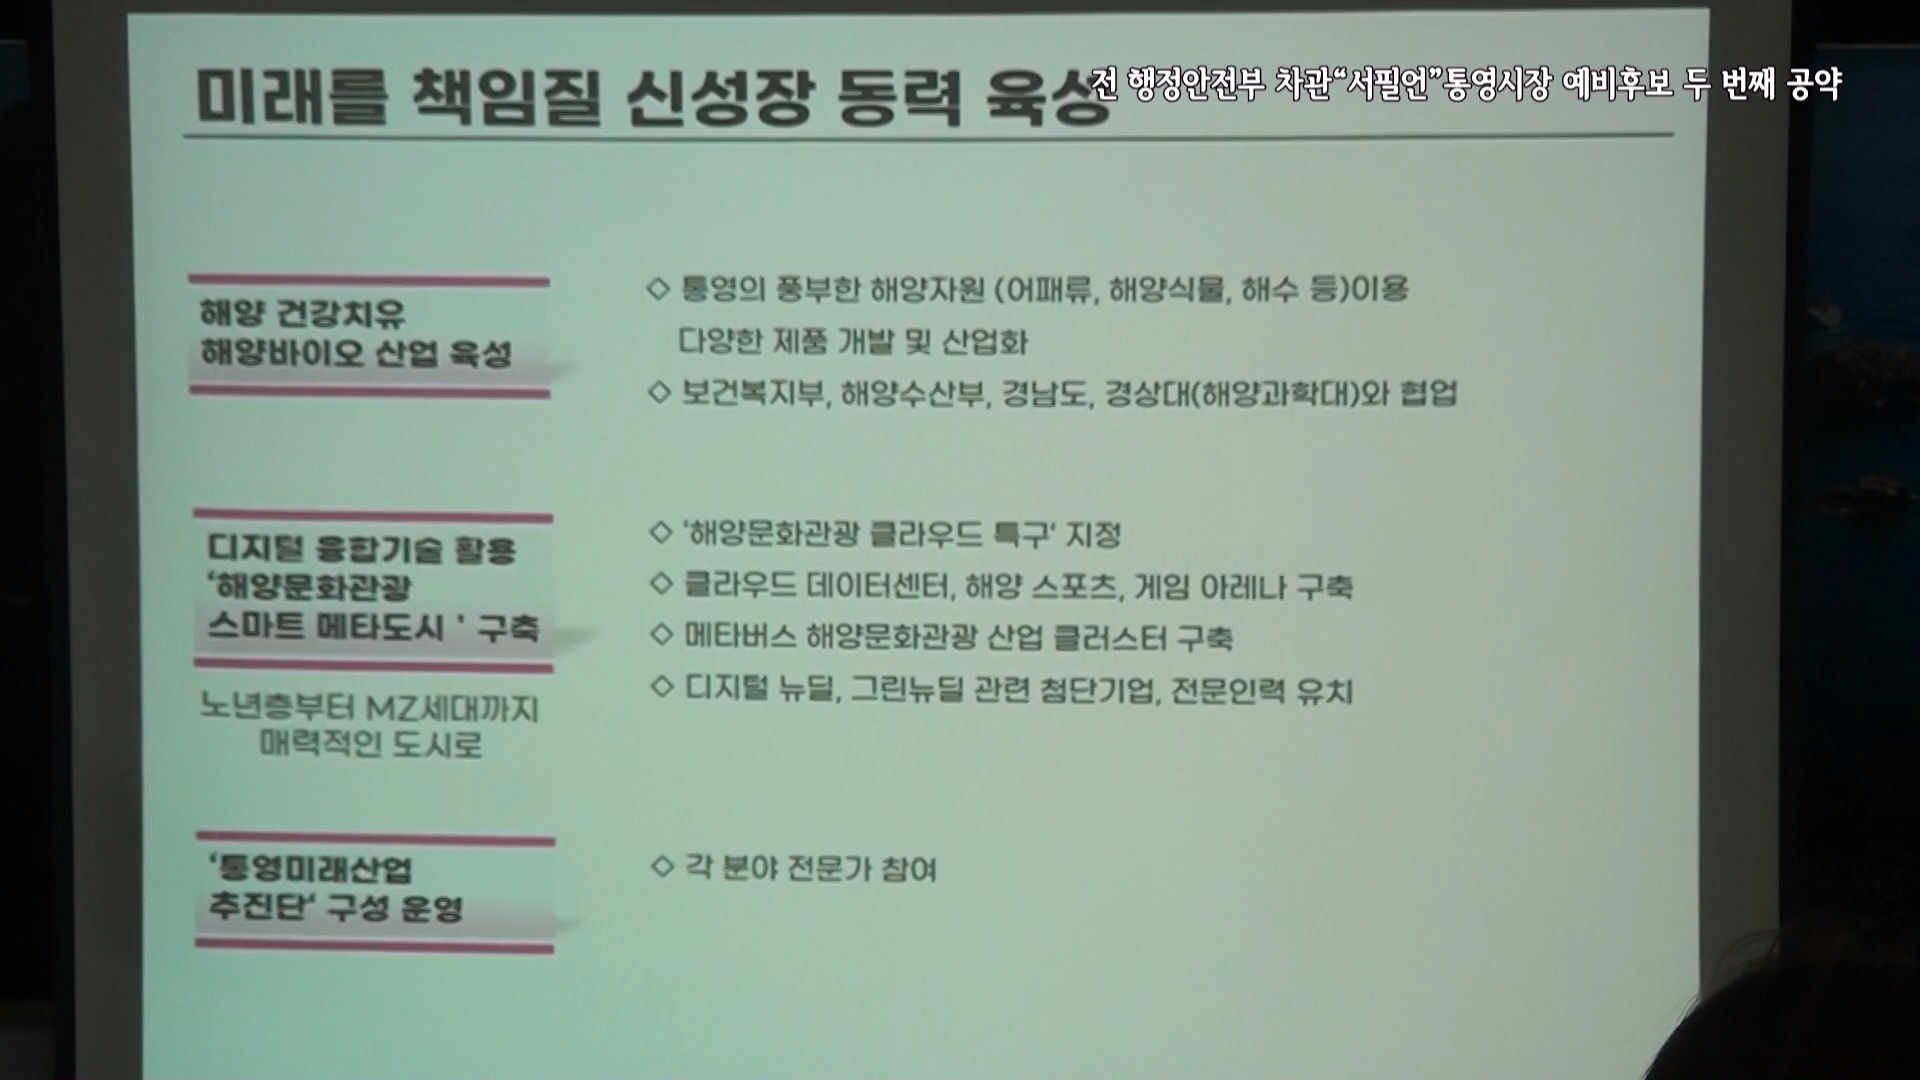 미래를 책임질 신성장 동력 육성
전 행정안전부 차관“서필언”통영시장 예비후보 두 번째 공약
해양 건강치유
해양바이오 산업 육성
◇ 통영의 풍부한 해양자원 (어패류, 해양식물, 해수 등)이용
다양한 제품 개발 및 산업화
◇ 보건복지부, 해양수산부, 경남도, 경상대(해양과학대)와 협업
디지털 융합기술 활용
‘해양문화관광
스마트 메타도시 ' 구축
노년층부터 MZ세대까지
매력적인 도시로
◇ ‘해양문화관광 클라우드 특구‘ 지정
◇ 클라우드 데이터센터, 해양 스포츠, 게임 아레나 구축
◇ 메타버스 해양문화관광 산업 클러스터 구축
◇ 디지털 뉴딜, 그린뉴딜 관련 첨단기업, 전문인력 유치
‘통영미래산업
추진단‘ 구성 운영
◇ 각 분야 전문가 참여